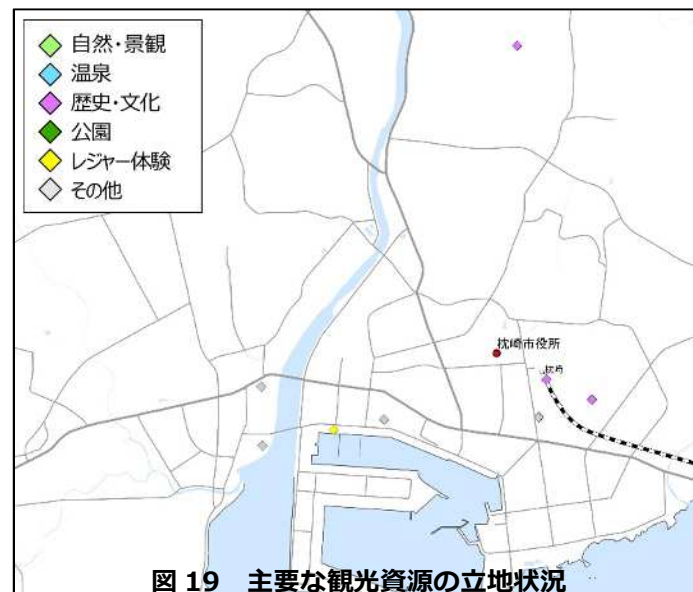 自然・景観
温泉
歴史・文化
公園
レジャー体験
その他
枕崎市役所
枕崎
図 19 主要な観光資源の立地状況